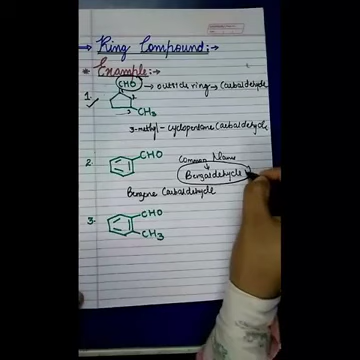 → Ring Compound:→
* Example:→
1. CHO → outside ring → Carbaldehyde
CH3
3-methyl-cyclopentane Carbaldehyde
2. CHO Common Name
Benzaldehyde
Benzene Carbaldehyde
3. CHO
CH3